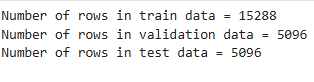 Number of rows in train data = 15288
Number of rows in validation data = 5096
Number of rows in test data = 5096